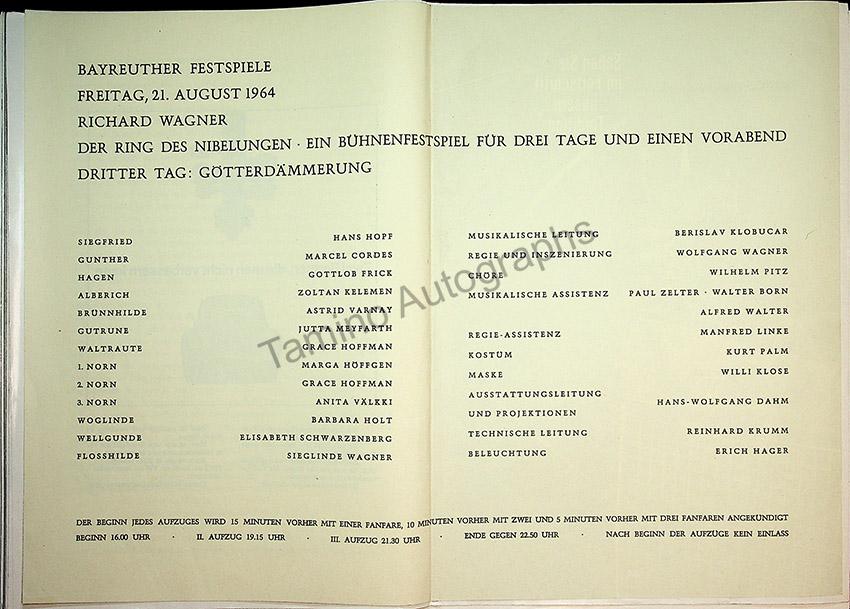 BAYREUTHER FESTSPIELE
FREITAG, 21. AUGUST 1964
RICHARD WAGNER
DER RING DES NIBELUNGEN · EIN BÜHNENFESTSPIEL FÜR DREI TAGE UND EINEN VORABEND
DRITTER TAG: GÖTTERDÄMMERUNG
SIEGFRIED HANS HOPF
GUNTHER MARCEL CORDES
HAGEN GOTTLOB FRICK
ALBERICH ZOLTAN KELEMEN
BRÜNNHILDE ASTRID VARNAY
GUTRUNE JUTTA MEYFARTH
WALTRAUTE GRACE HOFFMAN
1. NORN MARGA HÖFFGEN
2. NORN GRACE HOFFMAN
3. NORN ANITA VÄLKKI
WOGLINDE BARBARA HOLT
WELLGUNDE ELISABETH SCHWARZENBERG
FLOSSHILDE SIEGLINDE WAGNER
MUSIKALISCHE LEITUNG BERISLAV KLOBUCAR
REGIE UND INSZENIERUNG WOLFGANG WAGNER
CHÖRE WILHELM PITZ
MUSIKALISCHE ASSISTENZ PAUL ZELTER · WALTER BORN
ALFRED WALTER
REGIE-ASSISTENZ MANFRED LINKE
KOSTÜM KURT PALM
MASKE WILLI KLOSE
AUSSTATTUNGSLEITUNG
UND PROJEKTIONEN HANS-WOLFGANG DAHM
TECHNISCHE LEITUNG REINHARD KRUMM
BELEUCHTUNG ERICH HAGER
DER BEGINN JEDES AUFZUGES WIRD 15 MINUTEN VORHER MIT EINER FANFARE, 10 MINUTEN VORHER MIT ZWEI UND 5 MINUTEN VORHER MIT DREI FANFAREN ANGEKÜNDIGT
BEGINN 16.00 UHR · II. AUFZUG 19.15 UHR · III. AUFZUG 21.30 UHR · ENDE GEGEN 22.50 UHR · NACH BEGINN DER AUFZÜGE KEIN EINLASS
Tamino Autographs